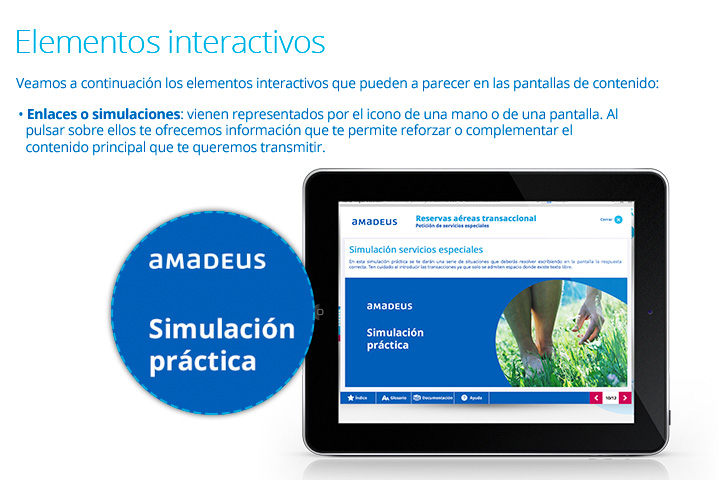 Elementos interactivos
Veamos a continuación los elementos interactivos que pueden a parecer en las pantallas de contenido:
• Enlaces o simulaciones: vienen representados por el icono de una mano o de una pantalla. Al
pulsar sobre ellos te ofrecemos información que te permite reforzar o complementar el
contenido principal que te queremos transmitir.
amadeus
Simulación
práctica
amadeus
Reservas aéreas transaccional
Petición de servicios especiales
Cerrar
Simulación servicios especiales
En esta simulación práctica se te darán una serie de situaciones que deberás resolver escribiendo en la pantalla la respuesta
correcta. Ten cuidado al introducir las transacciones ya que solo se admiten espacio donde exista texto libre.
amadeus
Simulación
práctica
Índice
Glosario
Documentación
Ayuda
10/12